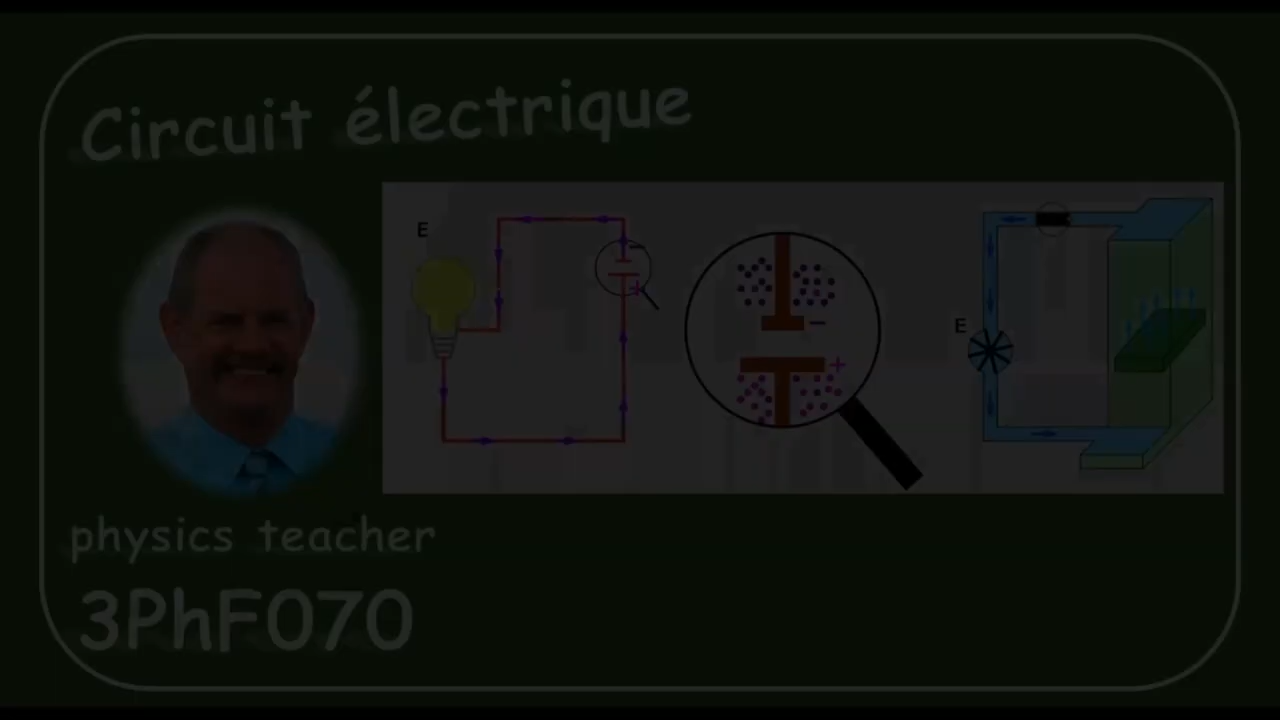 Circuit électrique
E
−
+
−
+
E
physics teacher
3PhF070